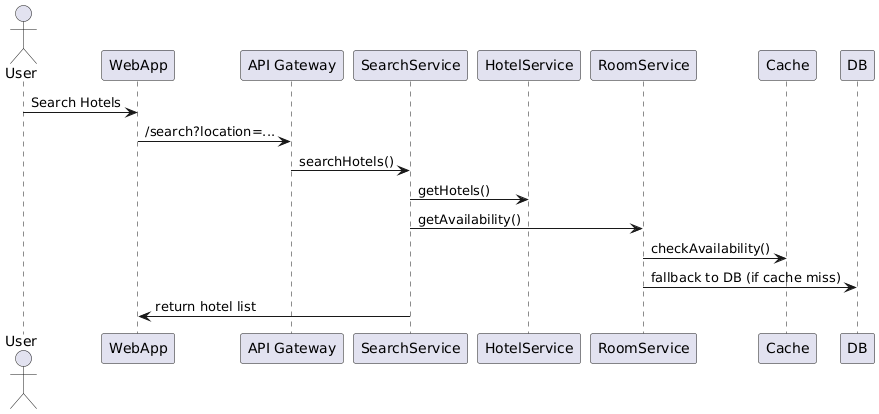 User
WebApp
API Gateway
SearchService
HotelService
RoomService
Cache
DB
Search Hotels
/search?location=...
searchHotels()
getHotels()
getAvailability()
checkAvailability()
fallback to DB (if cache miss)
return hotel list
User
WebApp
API Gateway
SearchService
HotelService
RoomService
Cache
DB